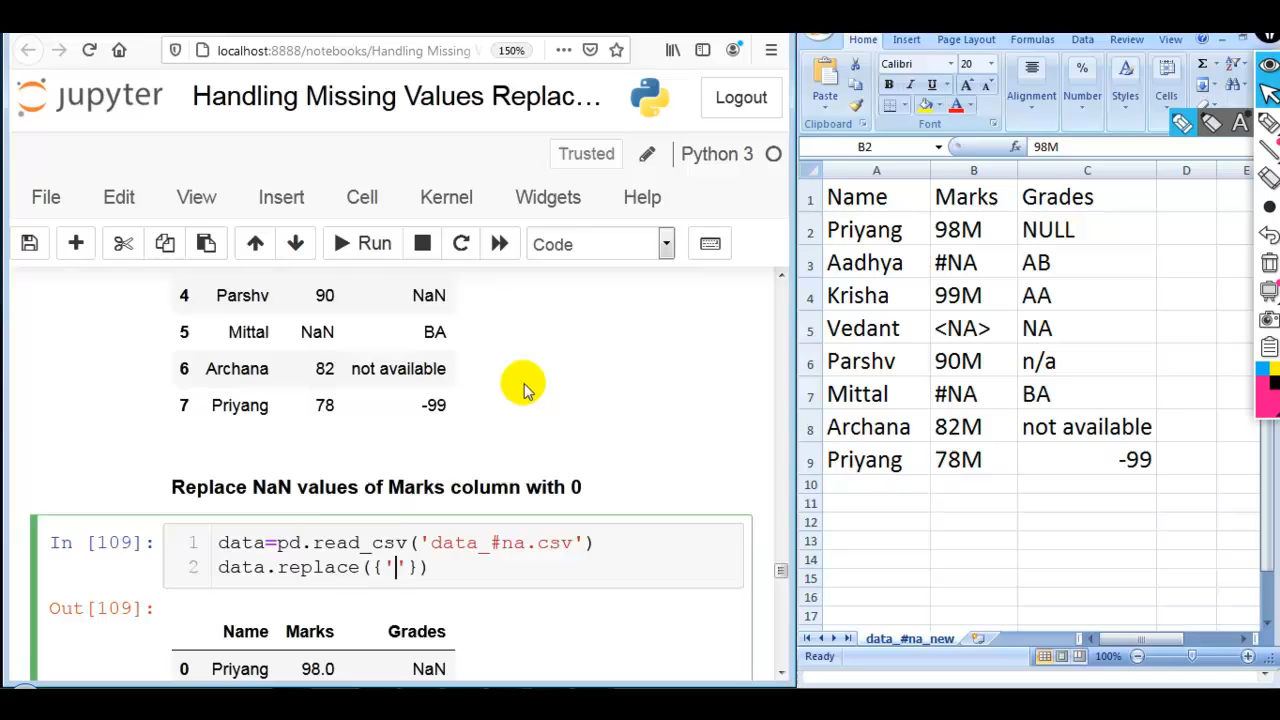 localhost:8888/notebooks/Handling Missing V
150%
jupyter
Handling Missing Values Replac...
Logout
Trusted
Python 3
File Edit View Insert Cell Kernel Widgets Help
Run
Code
4 Parshv 90 NaN
5 Mittal NaN BA
6 Archana 82 not available
7 Priyang 78 -99
Replace NaN values of Marks column with 0
In [109]:
1 data=pd.read_csv('data_#na.csv')
2 data.replace({''})
Out[109]:
Name Marks Grades
0 Priyang 98.0 NaN
Home Insert Page Layout Formulas Data Review View
Calibri 20
Paste
B I U A A
Alignment Number Styles Cells
Clipboard Font
B2 fx 98M
A B C D E
1 Name Marks Grades
2 Priyang 98M NULL
3 Aadhya #NA AB
4 Krisha 99M AA
5 Vedant <NA> NA
6 Parshv 90M n/a
7 Mittal #NA BA
8 Archana 82M not available
9 Priyang 78M -99
10
11
12
13
14
15
16
17
data_#na_new
Ready 100%